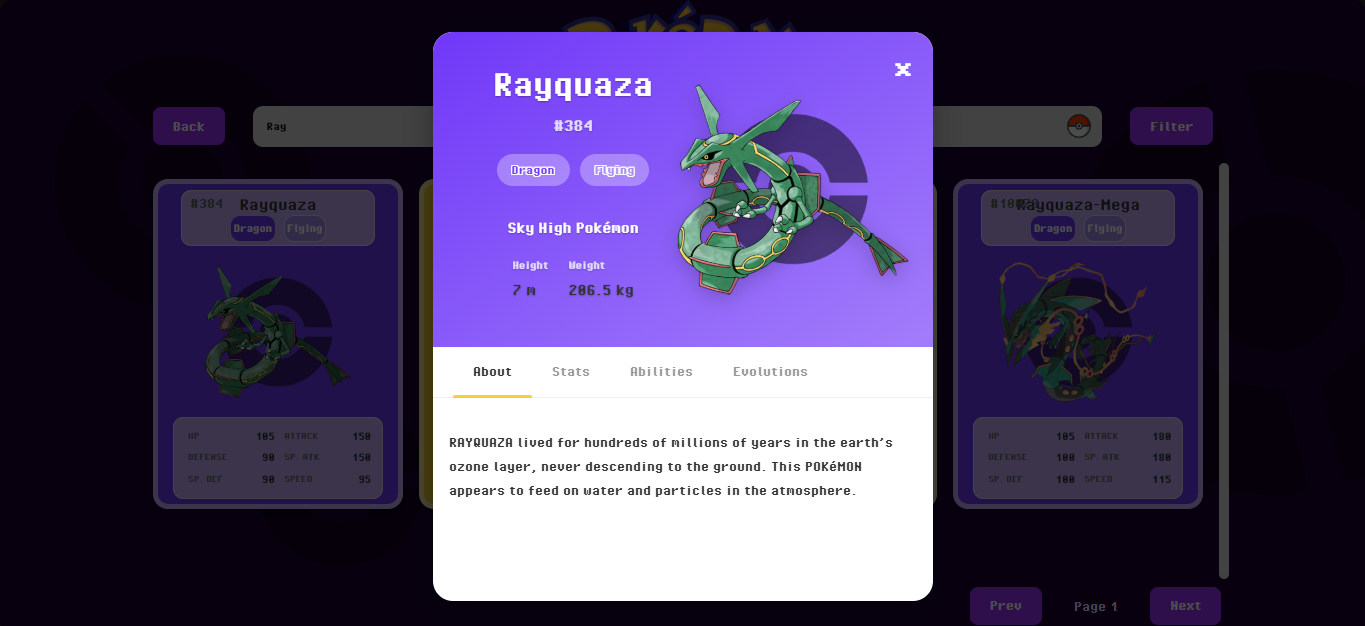 Rayquaza
x
#384
Dragon
Flying
Sky High Pokémon
Height
Weight
7 m
206.5 kg
About
Stats
Abilities
Evolutions
RAYQUAZA lived for hundreds of millions of years in the earth's
ozone layer, never descending to the ground. This POKéMON
appears to feed on water and particles in the atmosphere.
Back
Ray
Filter
#384
Rayquaza
Dragon
Flying
HP 105 ATTACK 150
DEFENSE 90 SP. ATK 150
SP. DEF 90 SPEED 95
Rayquaza-Mega
Dragon
Flying
HP 105 ATTACK 180
DEFENSE 100 SP. ATK 180
SP. DEF 100 SPEED 115
Prev
Page 1
Next